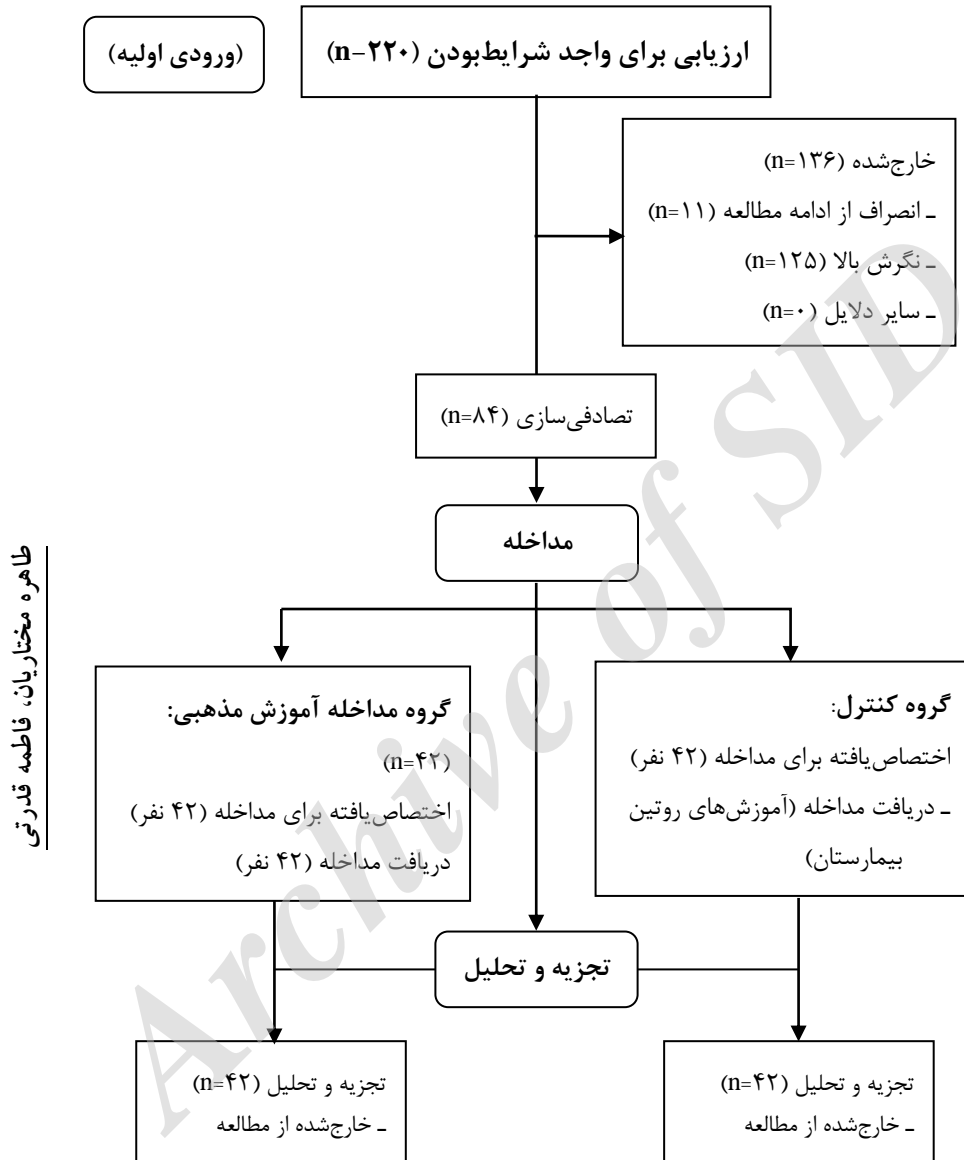 (ورودی اولیه)
ارزیابی برای واجد شرایط‌بودن (n-۲۲۰)
خارج‌شده (n=۱۳۶)
ـ انصراف از ادامه مطالعه (n=۱۱)
ـ نگرش بالا (n=۱۲۵)
ـ سایر دلایل (n=۰)
تصادفی‌سازی (n=۸۴)
مداخله
گروه کنترل:
اختصاص‌یافته برای مداخله (۴۲ نفر)
ـ دریافت مداخله (آموزش‌های روتین
بیمارستان)
گروه مداخله آموزش مذهبی:
(n=۴۲)
اختصاص‌یافته برای مداخله (۴۲ نفر)
دریافت مداخله (۴۲ نفر)
تجزیه و تحلیل
تجزیه و تحلیل (n=۴۲)
ـ خارج‌شده از مطالعه
تجزیه و تحلیل (n=۴۲)
ـ خارج‌شده از مطالعه
طاهره مختاریان، فاطمه قدرتی
Archive of SID